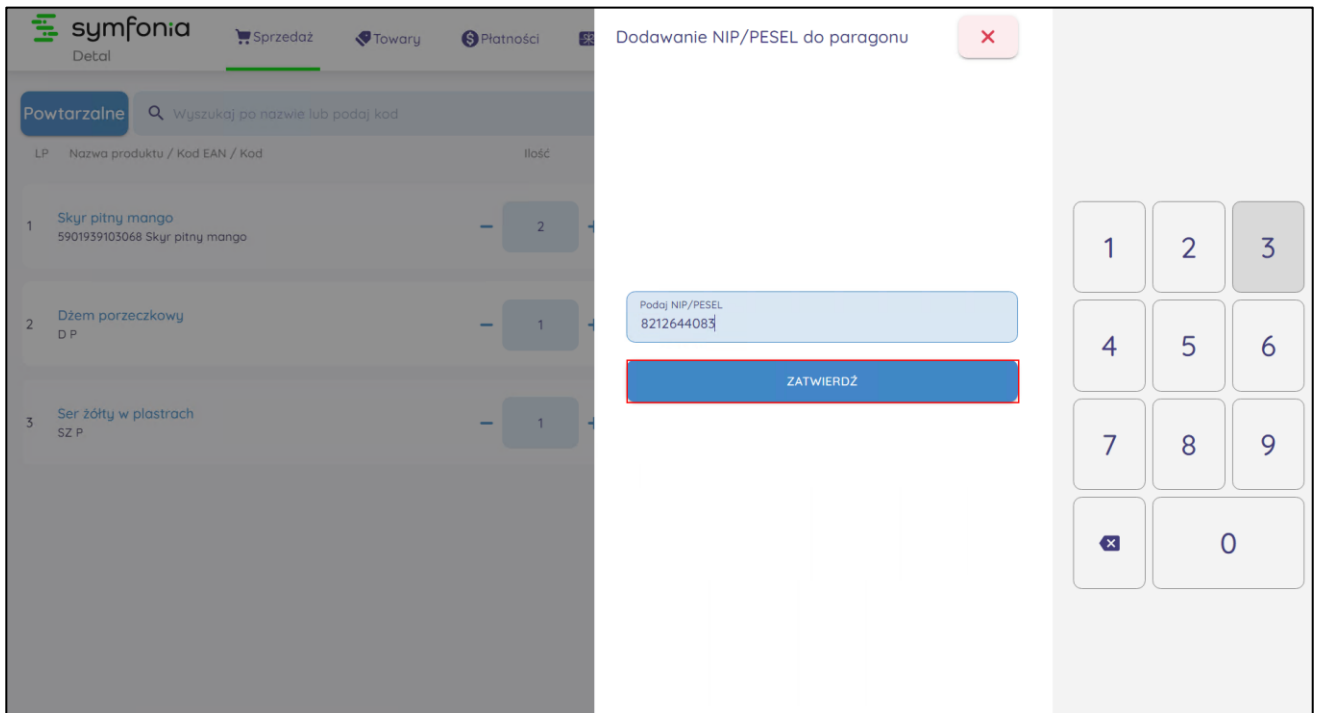 symfonia
Detal
Sprzedaż
Towary
Płatności
Powtarzalne
Wyszukaj po nazwie lub podaj kod
LP Nazwa produktu / Kod EAN / Kod Ilość
1 Skyr pitny mango
5901939103068 Skyr pitny mango
− 2 +
2 Dżem porzeczkowy
D P
− 1 +
3 Ser żółty w plastrach
SZ P
− 1 +
Dodawanie NIP/PESEL do paragonu
Podaj NIP/PESEL
8212644083
ZATWIERDŹ
1 2 3
4 5 6
7 8 9
0